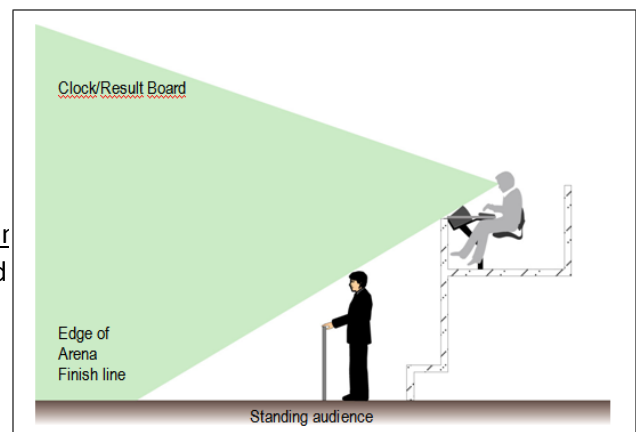 Clock/Result Board
Edge of
Arena
Finish line
Standing audience